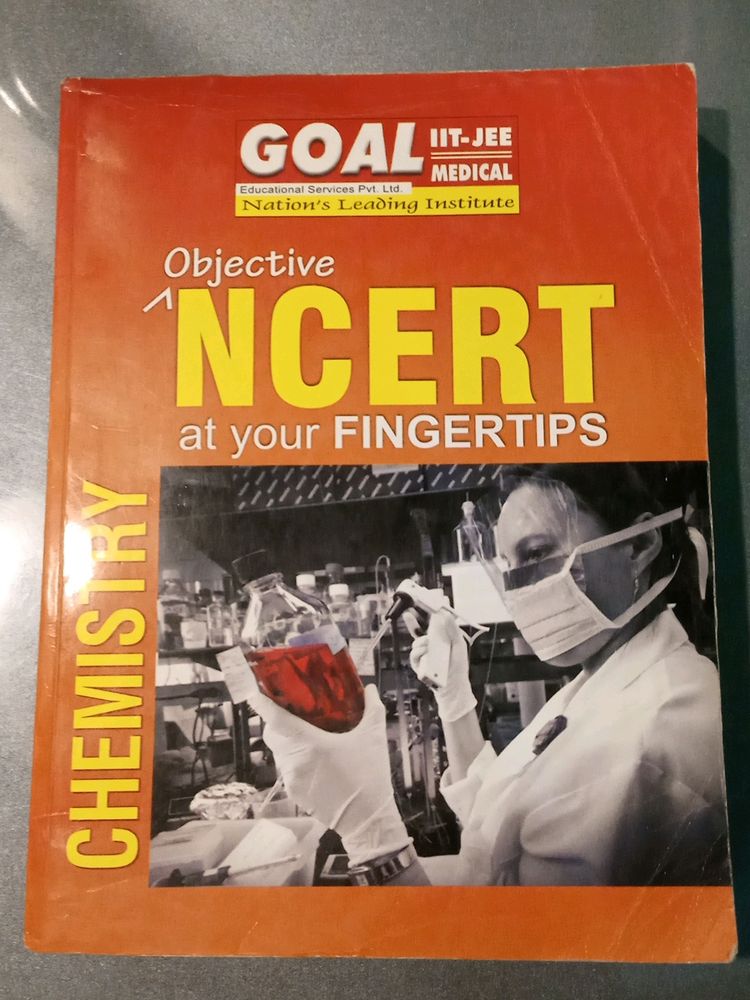 GOAL IIT-JEE
MEDICAL
Educational Services Pvt. Ltd.
Nation's Leading Institute
Objective
NCERT
at your FINGERTIPS
CHEMISTRY